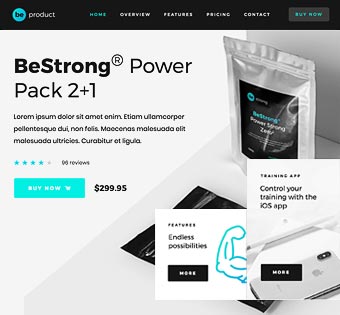 be product
HOME OVERVIEW FEATURES PRICING CONTACT BUY NOW
BeStrong® Power
Pack 2+1
Lorem ipsum dolor sit amet enim. Etiam ullamcorper
pellentesque dui, non felis. Maecenas malesuada elit
malesuada ultricies. Curabitur et ligula.
96 reviews
BUY NOW $299.95
be strong
BeStrong
Power Strong
Zero
FEATURES
Endless
possibilities
MORE
TRAINING APP
Control your
training with the
iOS app
MORE